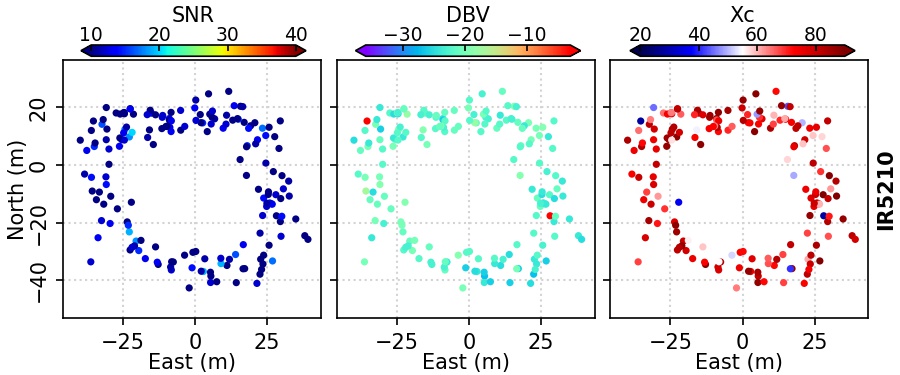 SNR DBV Xc
10 20 30 40 −30 −20 −10 20 40 60 80
20
0
−20
−40
North (m)
IR5210
−25 0 25 −25 0 25 −25 0 25
East (m) East (m) East (m)